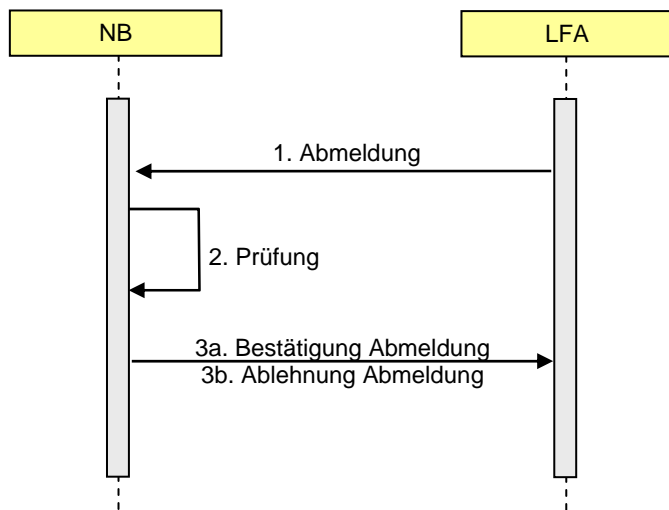 NB
LFA
1. Abmeldung
2. Prüfung
3a. Bestätigung Abmeldung
3b. Ablehnung Abmeldung